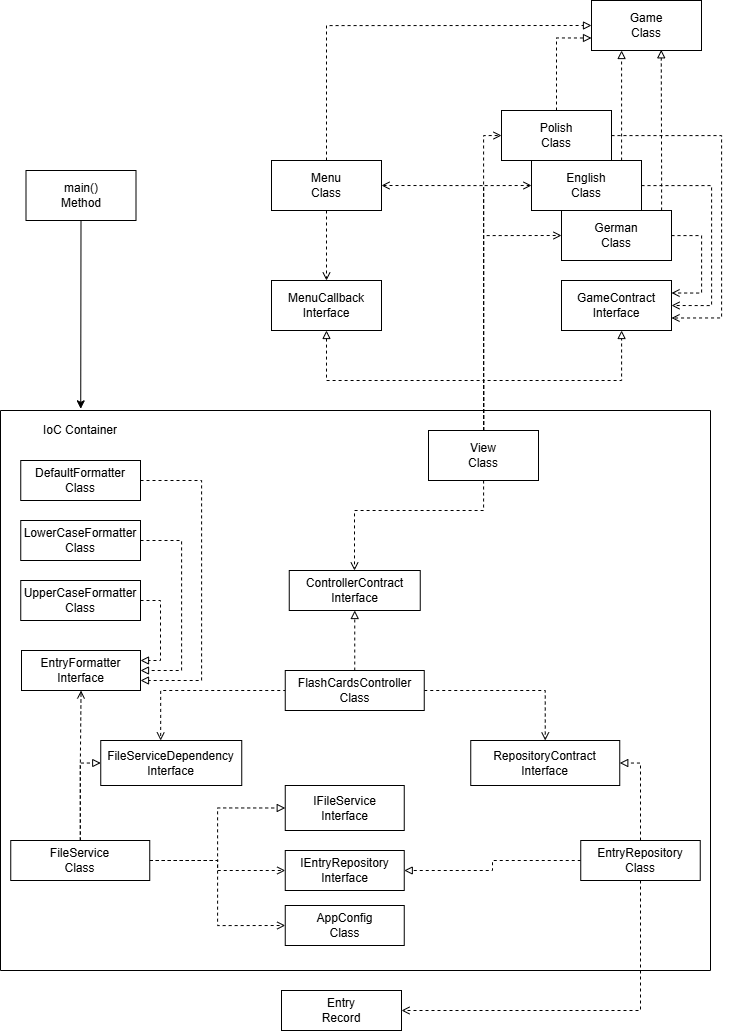 Game
Class
Polish
Class
main()
Method
Menu
Class
English
Class
German
Class
MenuCallback
Interface
GameContract
Interface
IoC Container
View
Class
DefaultFormatter
Class
LowerCaseFormatter
Class
ControllerContract
Interface
UpperCaseFormatter
Class
EntryFormatter
Interface
FlashCardsController
Class
FileServiceDependency
Interface
RepositoryContract
Interface
IFileService
Interface
FileService
Class
IEntryRepository
Interface
EntryRepository
Class
AppConfig
Class
Entry
Record